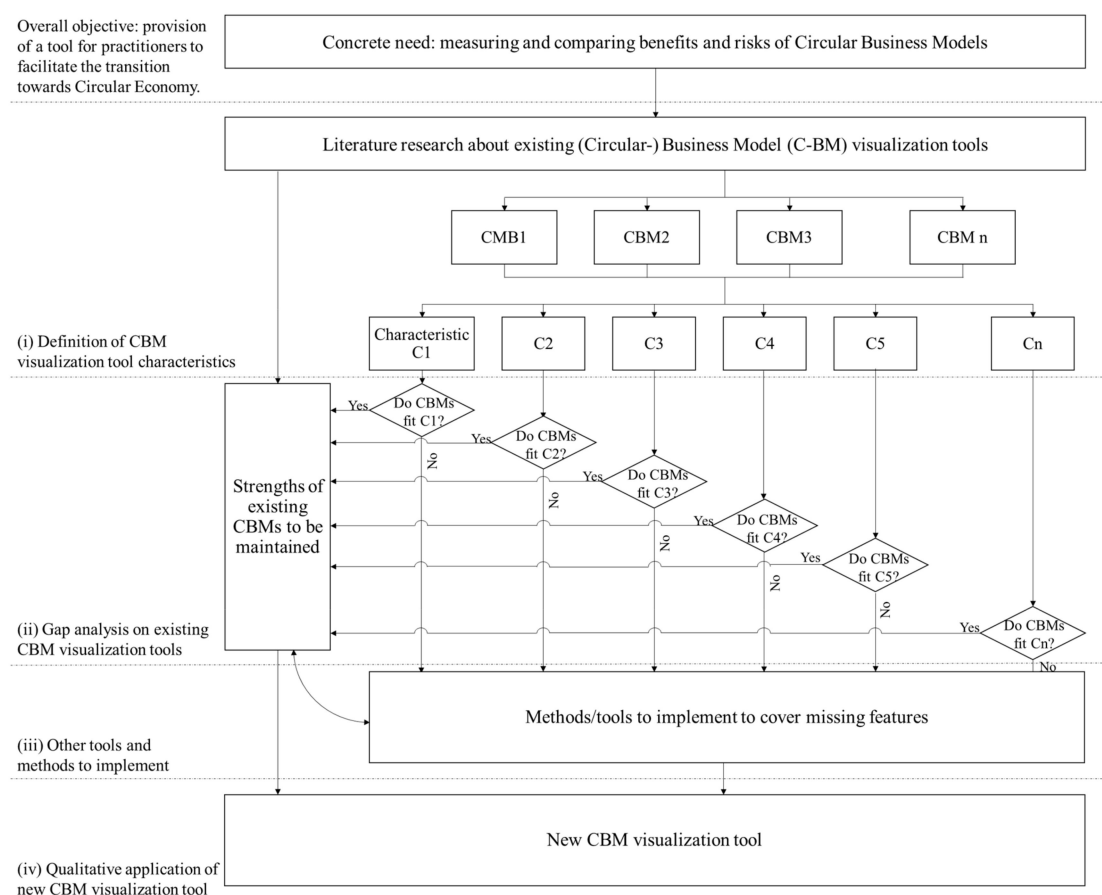 Overall objective: provision
of a tool for practitioners to
facilitate the transition
towards Circular Economy.
Concrete need: measuring and comparing benefits and risks of Circular Business Models
Literature research about existing (Circular-) Business Model (C-BM) visualization tools
CMB1
CBM2
CBM3
CBM n
(i) Definition of CBM
visualization tool characteristics
Characteristic
C1
C2
C3
C4
C5
Cn
Strengths of
existing
CBMs to be
maintained
Yes
Do CBMs
fit C1?
No
Yes
Do CBMs
fit C2?
No
Yes
Do CBMs
fit C3?
No
Yes
Do CBMs
fit C4?
No
Yes
Do CBMs
fit C5?
No
Yes
Do CBMs
fit Cn?
No
(ii) Gap analysis on existing
CBM visualization tools
Methods/tools to implement to cover missing features
(iii) Other tools and
methods to implement
New CBM visualization tool
(iv) Qualitative application of
new CBM visualization tool